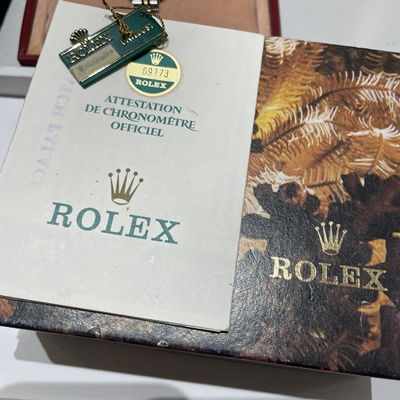 ROLEX
69173
ROLEX
ATTESTATION
DE CHRONOMÈTRE
OFFICIEL
ROLEX
ROLEX